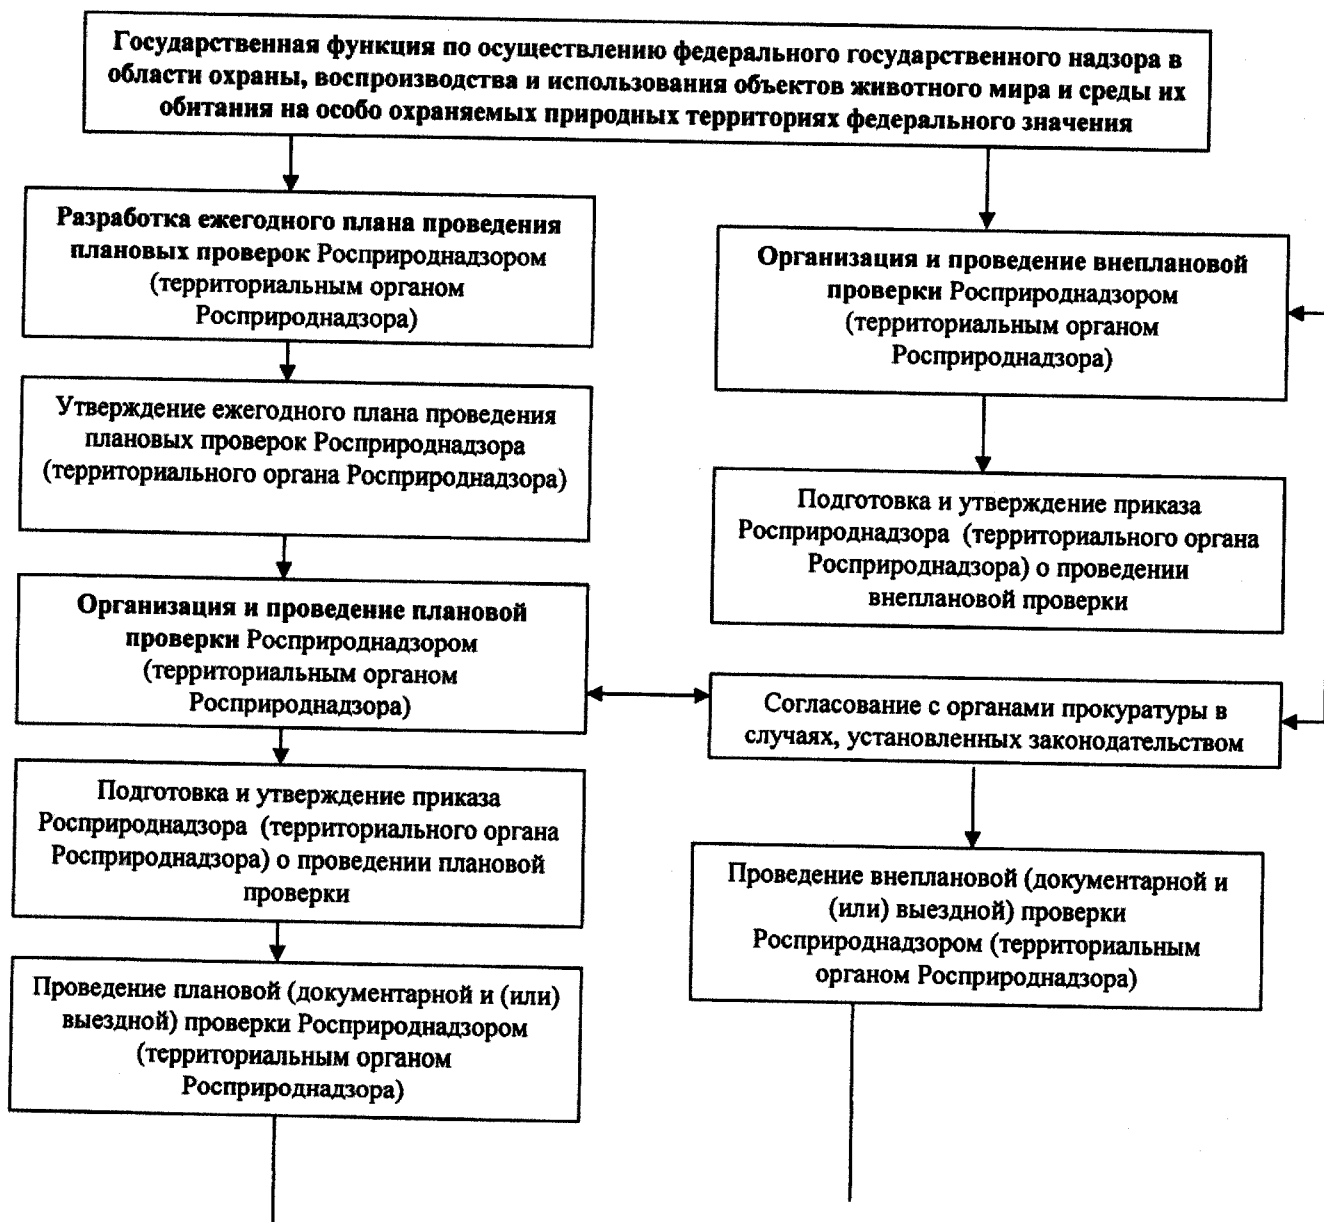 Государственная функция по осуществлению федерального государственного надзора в
области охраны, воспроизводства и использования объектов животного мира и среды их
обитания на особо охраняемых природных территориях федерального значения
Разработка ежегодного плана проведения
плановых проверок Росприроднадзором
(территориальным органом
Росприроднадзора)
Утверждение ежегодного плана проведения
плановых проверок Росприроднадзора
(территориального органа Росприроднадзора)
Организация и проведение плановой
проверки Росприроднадзором
(территориальным органом
Росприроднадзора)
Подготовка и утверждение приказа
Росприроднадзора (территориального органа
Росприроднадзора) о проведении плановой
проверки
Проведение плановой (документарной и (или)
выездной) проверки Росприроднадзором
(территориальным органом
Росприроднадзора)
Организация и проведение внеплановой
проверки Росприроднадзором
(территориальным органом
Росприроднадзора)
Подготовка и утверждение приказа
Росприроднадзора (территориального органа
Росприроднадзора) о проведении
внеплановой проверки
Согласование с органами прокуратуры в
случаях, установленных законодательством
Проведение внеплановой (документарной и
(или) выездной) проверки
Росприроднадзором (территориальным
органом Росприроднадзора)